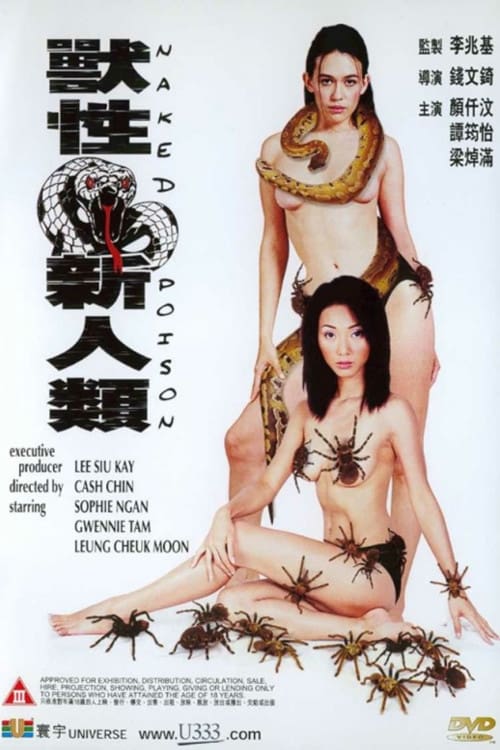 獸性新人類
NAKED POISON
監製 李兆基
導演 錢文錡
主演 顏仟汶
譚筠怡
梁焯滿
executive
producer LEE SIU KAY
directed by CASH CHIN
starring SOPHIE NGAN
GWENNIE TAM
LEUNG CHEUK MOON
III
APPROVED FOR EXHIBITION, DISTRIBUTION, CIRCULATION, SALE,
HIRE, PROJECTION, SHOWING, PLAYING, GIVING OR LENDING ONLY
TO PERSONS WHO HAVE ATTAINED THE AGE OF 18 YEARS.
寰宇 UNIVERSE www.U333.com
DVD
VIDEO